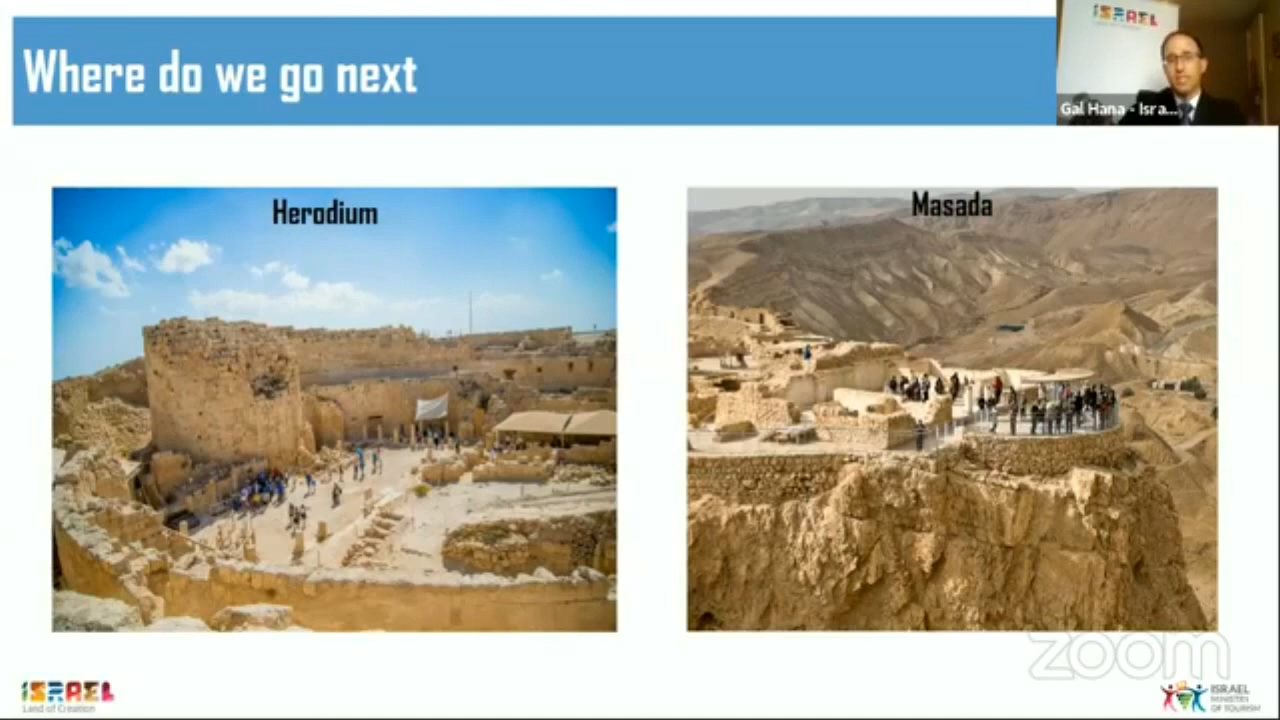 Where do we go next
ISRAEL
Gal Hana - Isra...
Herodium
Masada
zoom
ISRAEL
Land of Creation
ISRAEL
MINISTRY
OF TOURISM